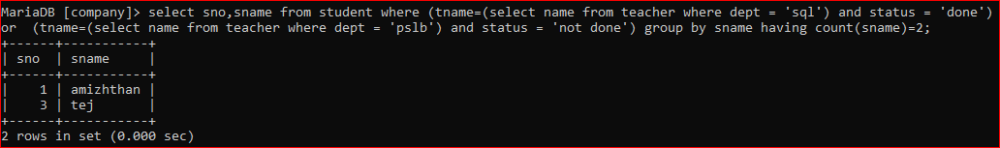 MariaDB [company]> select sno,sname from student where (tname=(select name from teacher where dept = 'sql') and status = 'done')
or  (tname=(select name from teacher where dept = 'pslb') and status = 'not done') group by sname having count(sname)=2;
+------+-----------+
| sno  | sname     |
+------+-----------+
|    1 | amizhthan |
|    3 | tej       |
+------+-----------+
2 rows in set (0.000 sec)